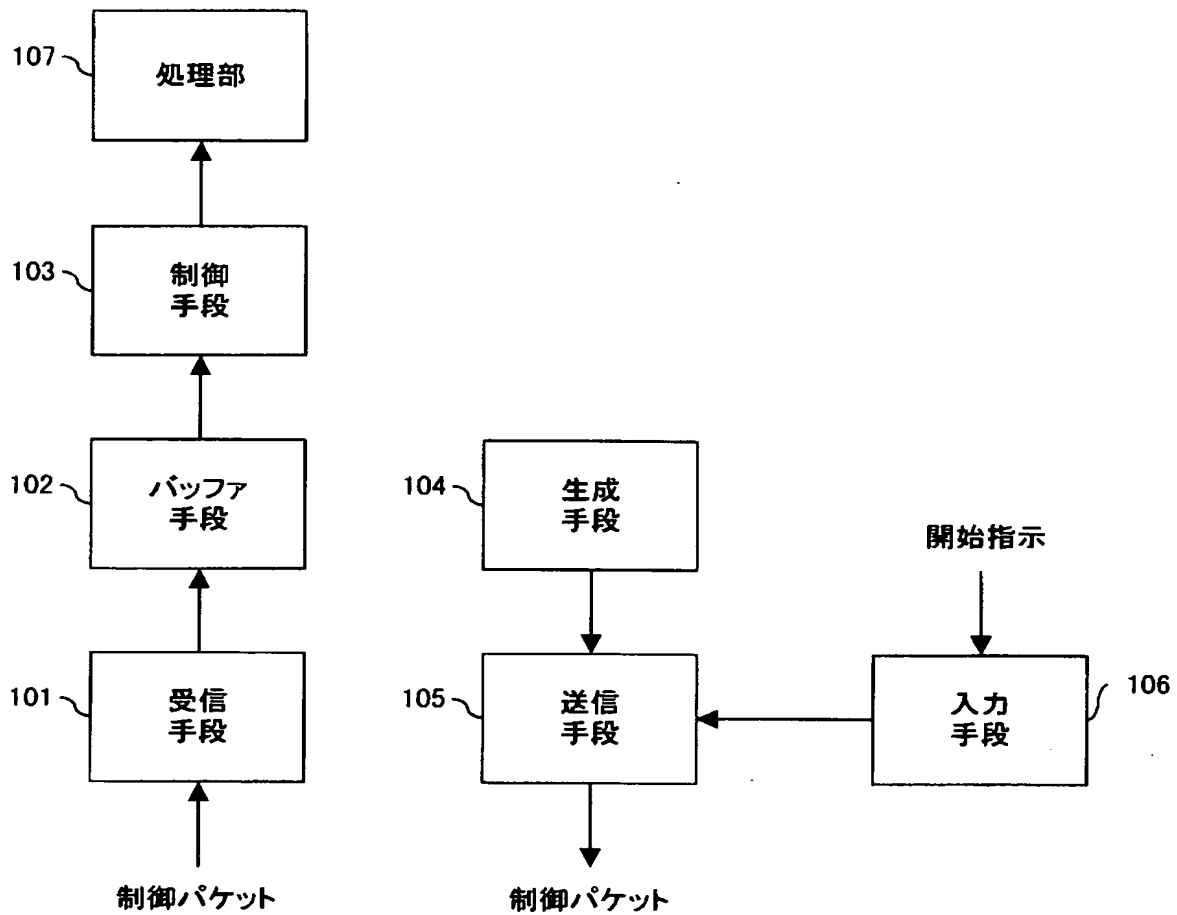 107
処理部
103
制御
手段
102
バッファ
手段
104
生成
手段
開始指示
101
受信
手段
105
送信
手段
入力
手段
106
制御パケット
制御パケット